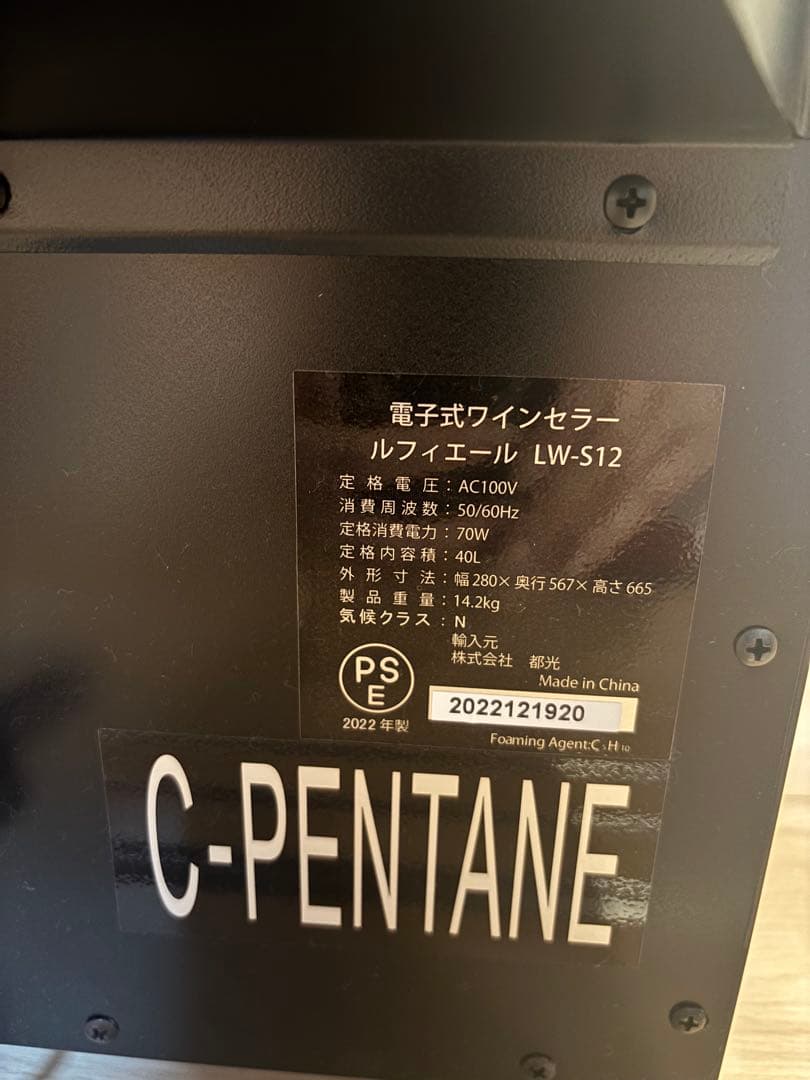 電子式ワインセラー
ルフィエール LW-S12
定格電圧：AC100V
消費周波数：50/60Hz
定格消費電力：70W
定格内容積：40L
外形寸法：幅280×奥行567×高さ665
製品重量：14.2kg
気候クラス：N
輸入元
株式会社 都光
Made in China
PS
E
2022121920
2022年製
Foaming Agent:C₅H₁₀
C-PENTANE